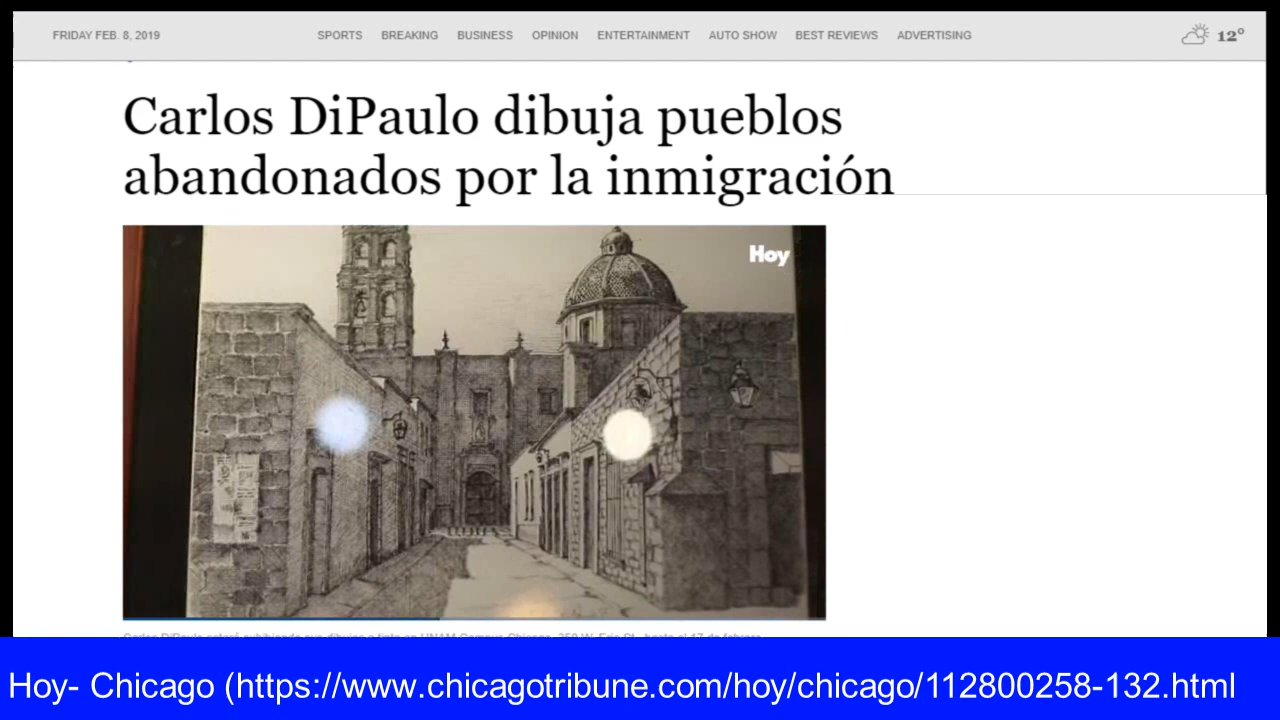 FRIDAY FEB. 8, 2019 SPORTS BREAKING BUSINESS OPINION ENTERTAINMENT AUTO SHOW BEST REVIEWS ADVERTISING 12°
Carlos DiPaulo dibuja pueblos
abandonados por la inmigración
Hoy
Hoy- Chicago (https://www.chicagotribune.com/hoy/chicago/112800258-132.html